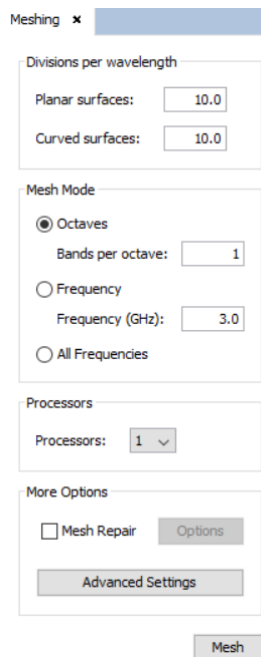 Meshing ×
Divisions per wavelength
Planar surfaces: 10.0
Curved surfaces: 10.0
Mesh Mode
Octaves
Bands per octave: 1
Frequency
Frequency (GHz): 3.0
All Frequencies
Processors
Processors: 1
More Options
Mesh Repair Options
Advanced Settings
Mesh